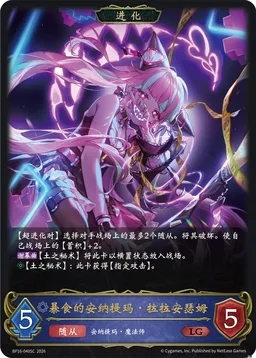 进化
【超进化时】选择对手战场上的最多2个随从。将其破坏。使自
己战场上的【蓄积】+2。
【土之秘术】将此卡以横置状态放入战场。
【土之秘术】:此卡获得【指定攻击】。
暴食的安纳提玛·拉拉安瑟姆
5
随从
安纳提玛·魔法师
LG
5
BP16-040SC 2026
© Cygames, Inc. Published by NetEase Games